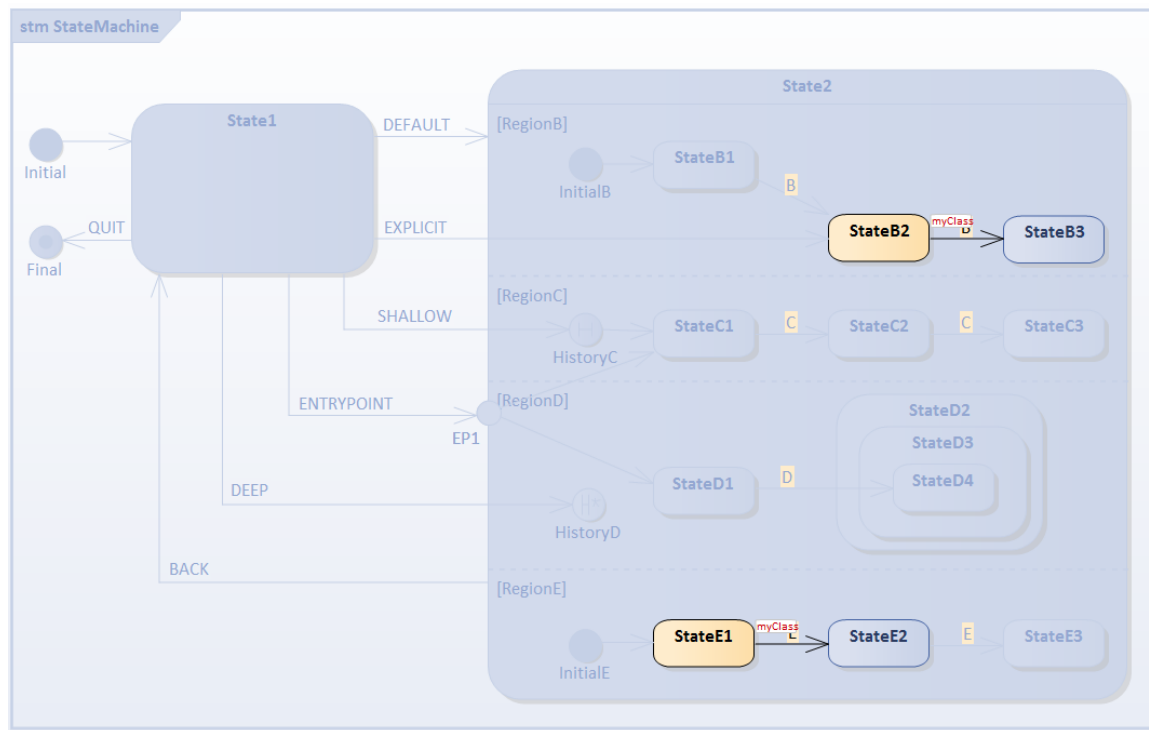 stm StateMachine
State2
State1
DEFAULT
[RegionB]
Initial
StateB1
InitialB
B
QUIT
EXPLICIT
StateB2
myClass
StateB3
Final
[RegionC]
SHALLOW
HistoryC
StateC1
C
StateC2
C
StateC3
ENTRYPOINT
EP1
[RegionD]
StateD2
StateD3
StateD4
DEEP
StateD1
D
HistoryD
BACK
[RegionE]
StateE1
myClass
StateE2
E
StateE3
InitialE